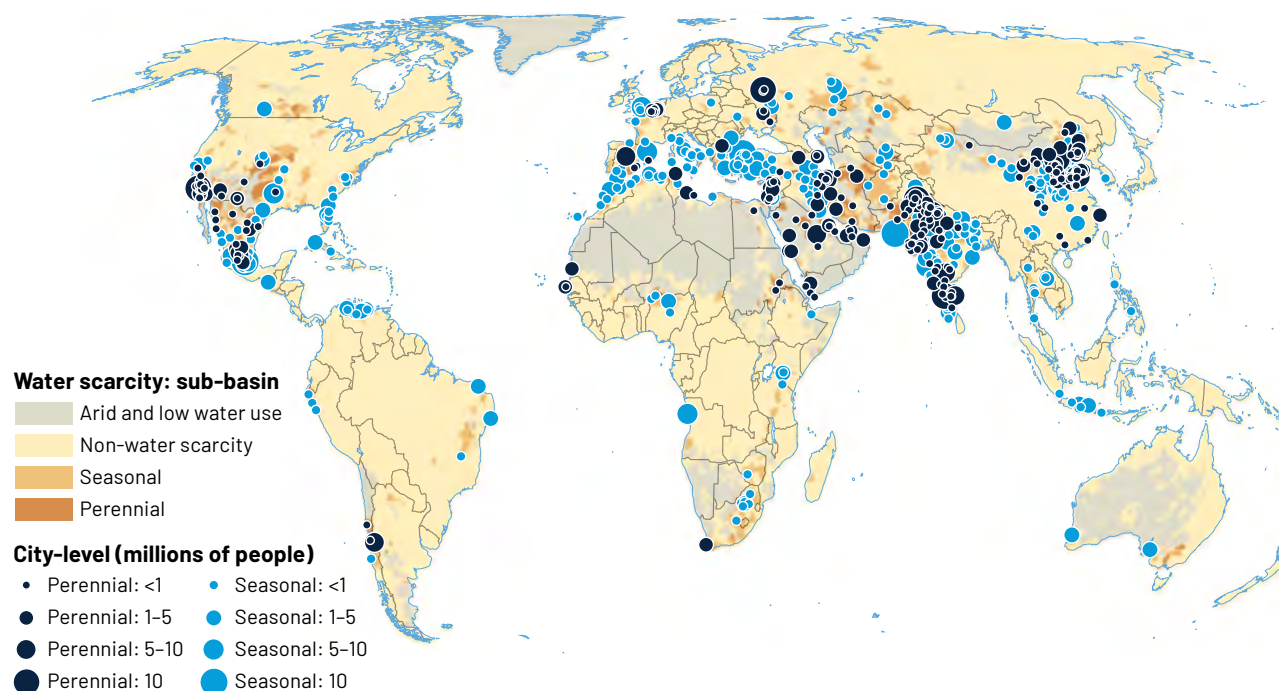 Water scarcity: sub-basin
Arid and low water use
Non-water scarcity
Seasonal
Perennial
City-level (millions of people)
Perennial: <1 Seasonal: <1
Perennial: 1–5 Seasonal: 1–5
Perennial: 5–10 Seasonal: 5–10
Perennial: 10 Seasonal: 10